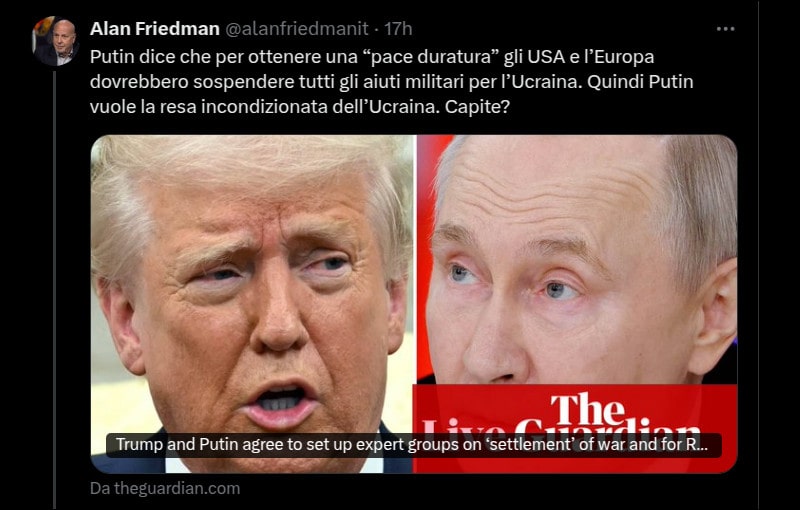 Alan Friedman @alanfriedmanit · 17h
Putin dice che per ottenere una “pace duratura” gli USA e l’Europa
dovrebbero sospendere tutti gli aiuti militari per l’Ucraina. Quindi Putin
vuole la resa incondizionata dell’Ucraina. Capite?
The
Live Guardian
Trump and Putin agree to set up expert groups on ‘settlement’ of war and for R...
Da theguardian.com